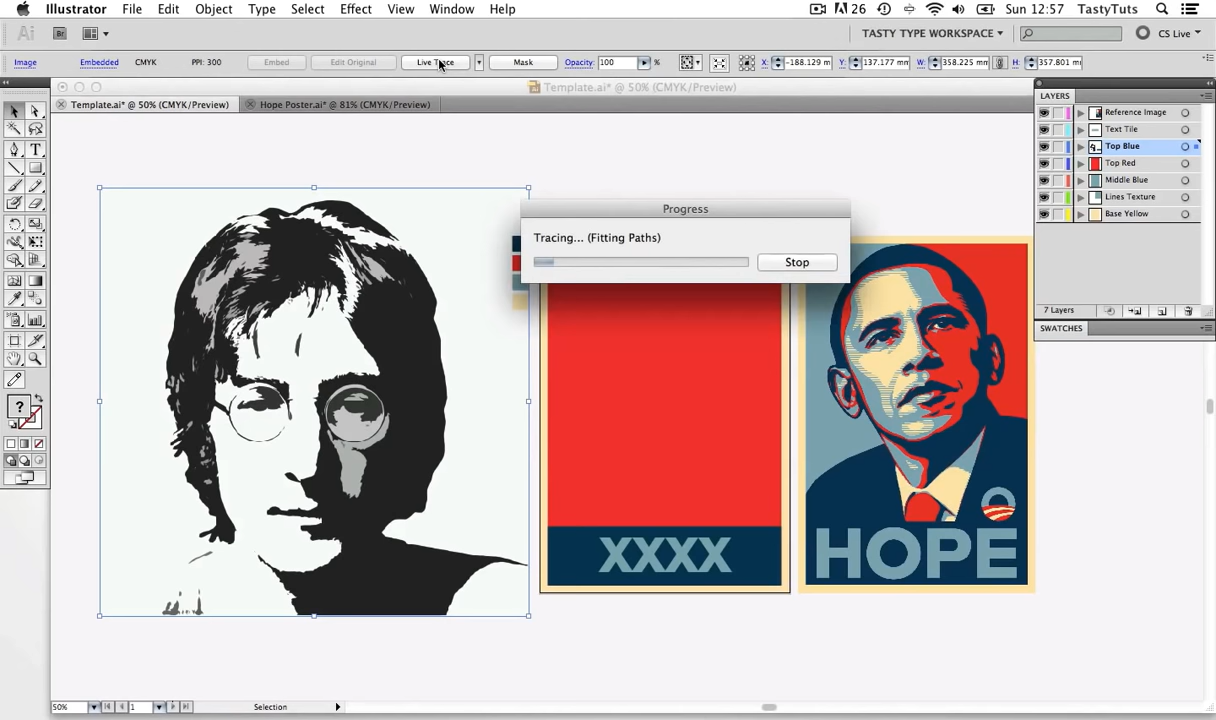 Illustrator File Edit Object Type Select Effect View Window Help 26 Sun 12:57 TastyTuts
Ai Br TASTY TYPE WORKSPACE CS Live
Image Embedded CMYK PPI: 300 Embed Edit Original Live Trace Mask Opacity: 100 % X: -188.129 m Y: 137.177 mm W: 358.225 mm H: 357.801 mm
Template.ai* @ 50% (CMYK/Preview)
Template.ai* @ 50% (CMYK/Preview) Hope Poster.ai* @ 81% (CMYK/Preview)
LAYERS
Reference Image
Text Tile
Top Blue
Top Red
Middle Blue
Lines Texture
Base Yellow
7 Layers
SWATCHES
Progress
Tracing... (Fitting Paths)
Stop
T
?
XXXX
HOPE
50% 1 Selection